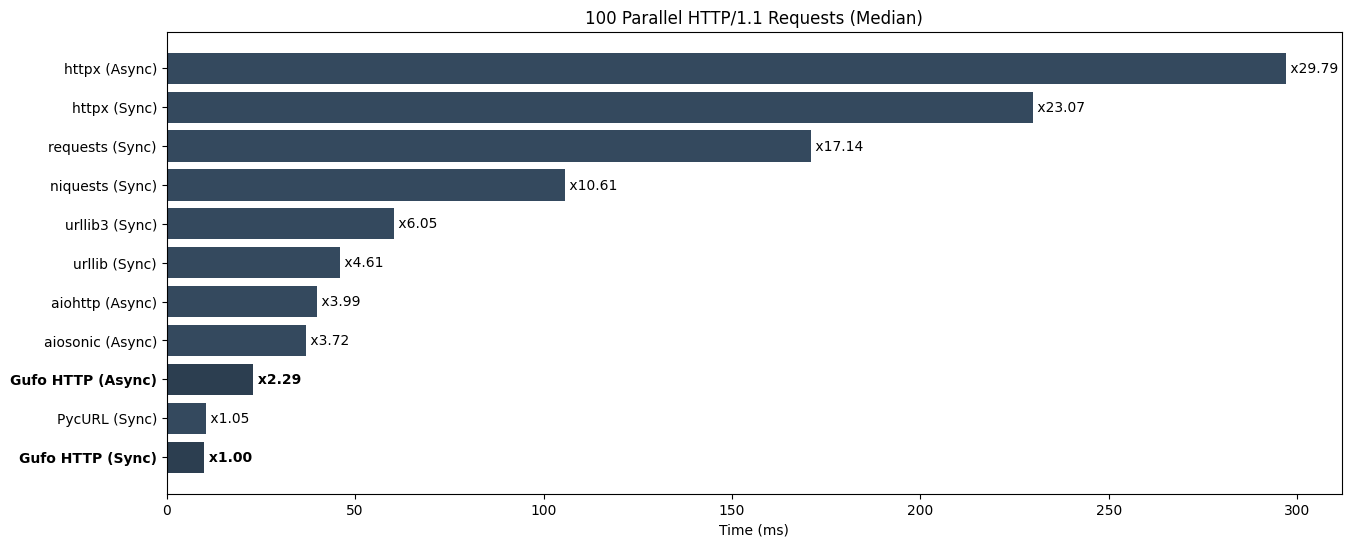 100 Parallel HTTP/1.1 Requests (Median)
httpx (Async) x29.79
httpx (Sync) x23.07
requests (Sync) x17.14
niquests (Sync) x10.61
urllib3 (Sync) x6.05
urllib (Sync) x4.61
aiohttp (Async) x3.99
aiosonic (Async) x3.72
Gufo HTTP (Async) x2.29
PycURL (Sync) x1.05
Gufo HTTP (Sync) x1.00
0 50 100 150 200 250 300
Time (ms)